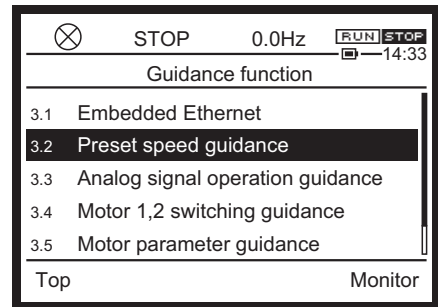 STOP 0.0Hz RUN STOP
14:33
Guidance function
3.1 Embedded Ethernet
3.2 Preset speed guidance
3.3 Analog signal operation guidance
3.4 Motor 1,2 switching guidance
3.5 Motor parameter guidance
Top Monitor